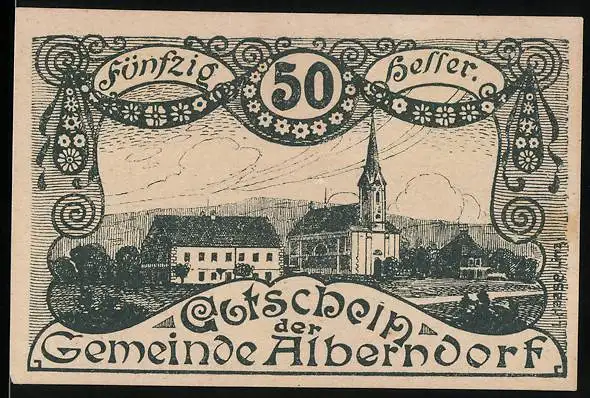 Fünfzig 50 Heller.
Gutschein
der
Gemeinde Alberndorf